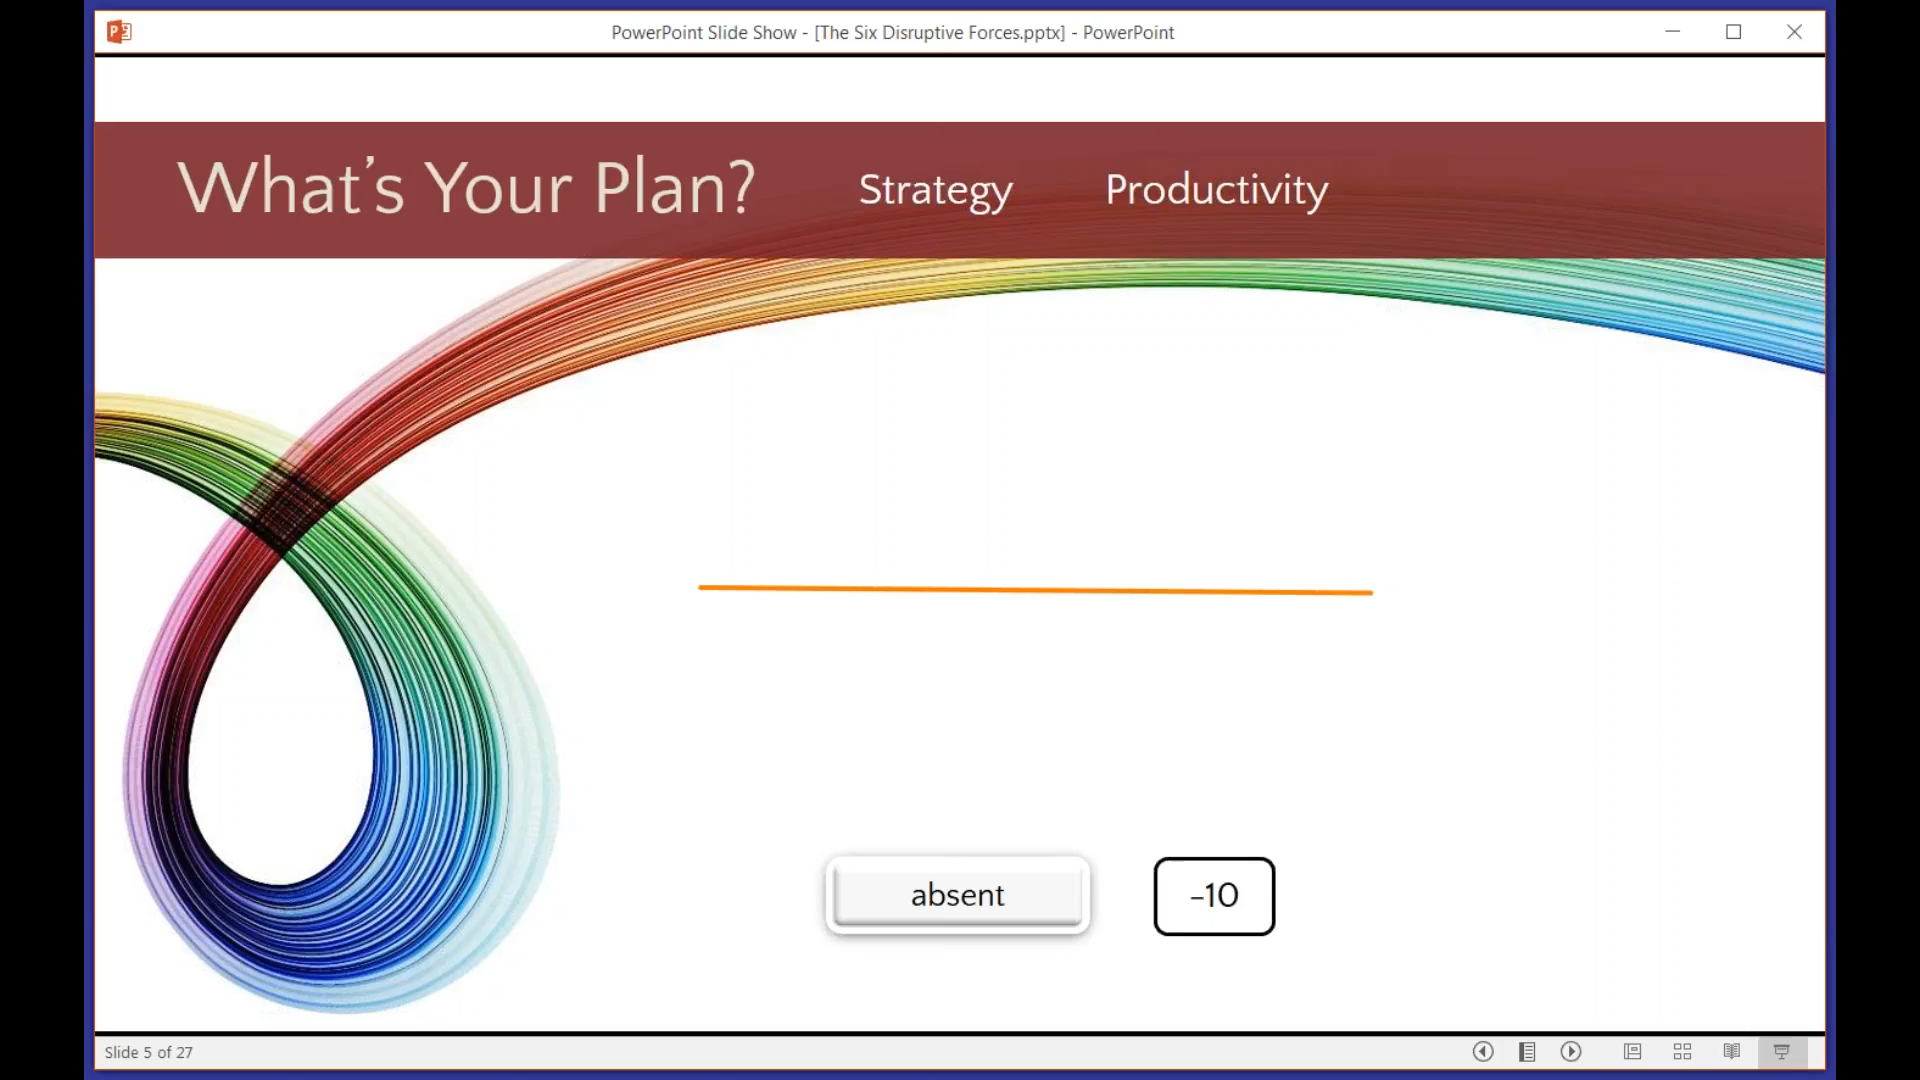 PowerPoint Slide Show - [The Six Disruptive Forces.pptx] - PowerPoint
What's Your Plan? Strategy Productivity
absent -10
Slide 5 of 27